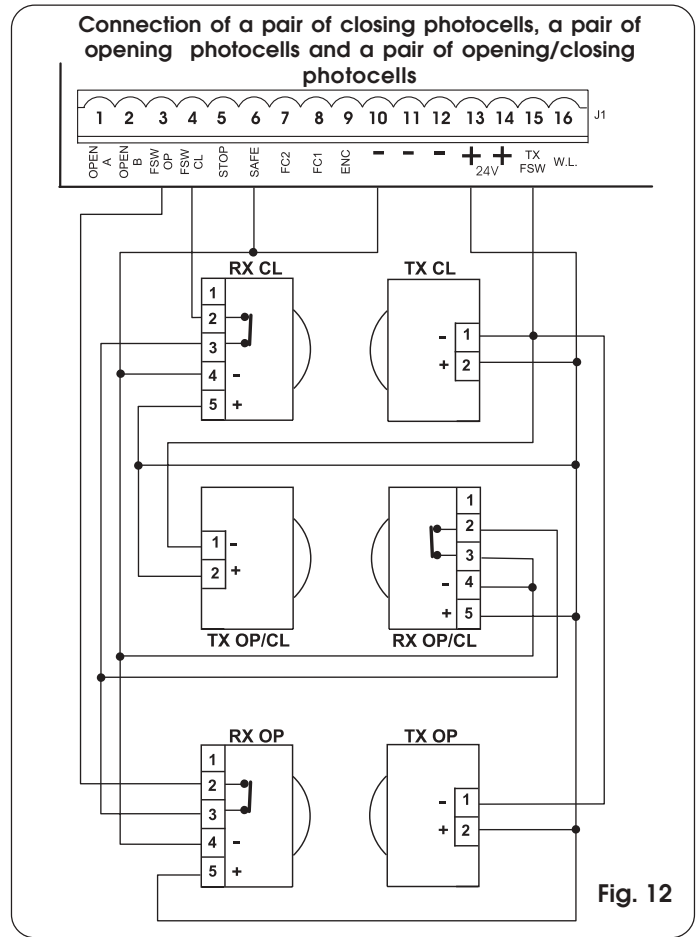 Connection of a pair of closing photocells, a pair of
opening photocells and a pair of opening/closing
photocells
1 2 3 4 5 6 7 8 9 10 11 12 13 14 15 16 J1
OPEN A
OPEN B
FSW OP
FSW CL
STOP
SAFE
FC2
FC1
ENC
- - -
+ +
24V
TX FSW
W.L.
RX CL
1
2
3
4 -
5 +
TX CL
- 1
+ 2
1 -
2 +
TX OP/CL
1
2
3
- 4
+ 5
RX OP/CL
RX OP
1
2
3
4 -
5 +
TX OP
- 1
+ 2
Fig. 12